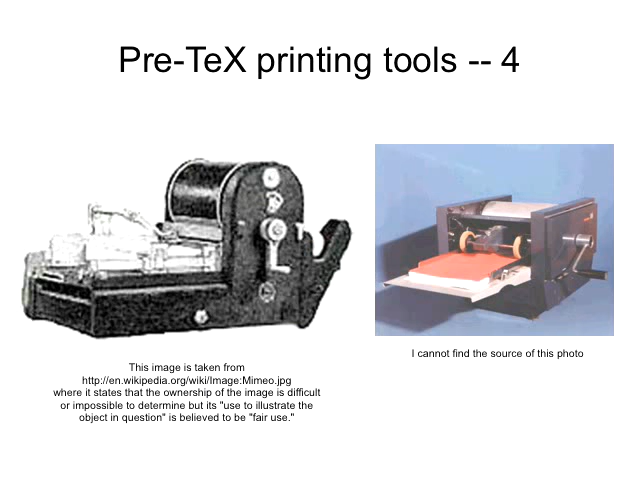 Pre-TeX printing tools -- 4
This image is taken from
http://en.wikipedia.org/wiki/Image:Mimeo.jpg
where it states that the ownership of the image is difficult
or impossible to determine but its "use to illustrate the
object in question" is believed to be "fair use."
I cannot find the source of this photo